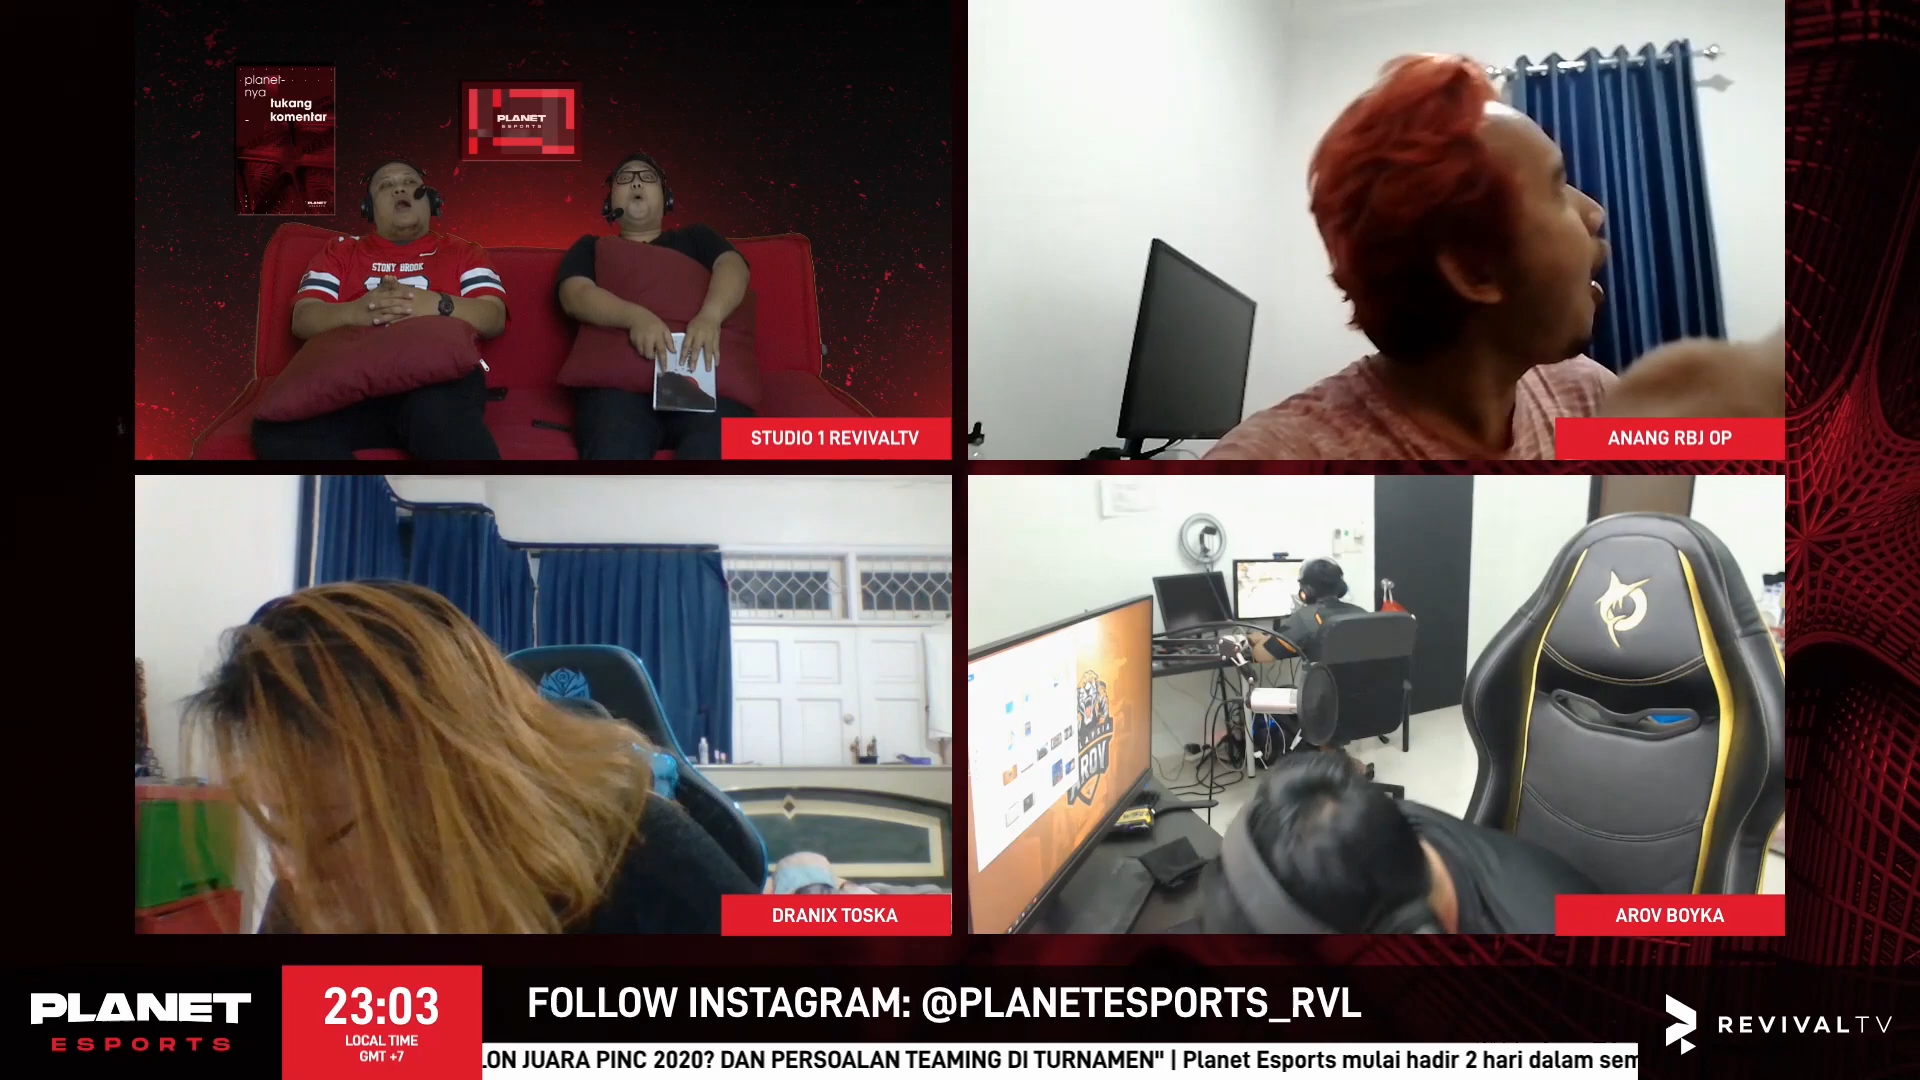 planet-
nya
tukang
komentar
PLANET
ESPORTS
STONY BROOK
STUDIO 1 REVIVALTV
ANANG RBJ OP
DRANIX TOSKA
AROV BOYKA
PLANET
ESPORTS
23:03
LOCAL TIME
GMT +7
FOLLOW INSTAGRAM: @PLANETESPORTS_RVL
LON JUARA PINC 2020? DAN PERSOALAN TEAMING DI TURNAMEN" | Planet Esports mulai hadir 2 hari dalam sem
REVIVALTV